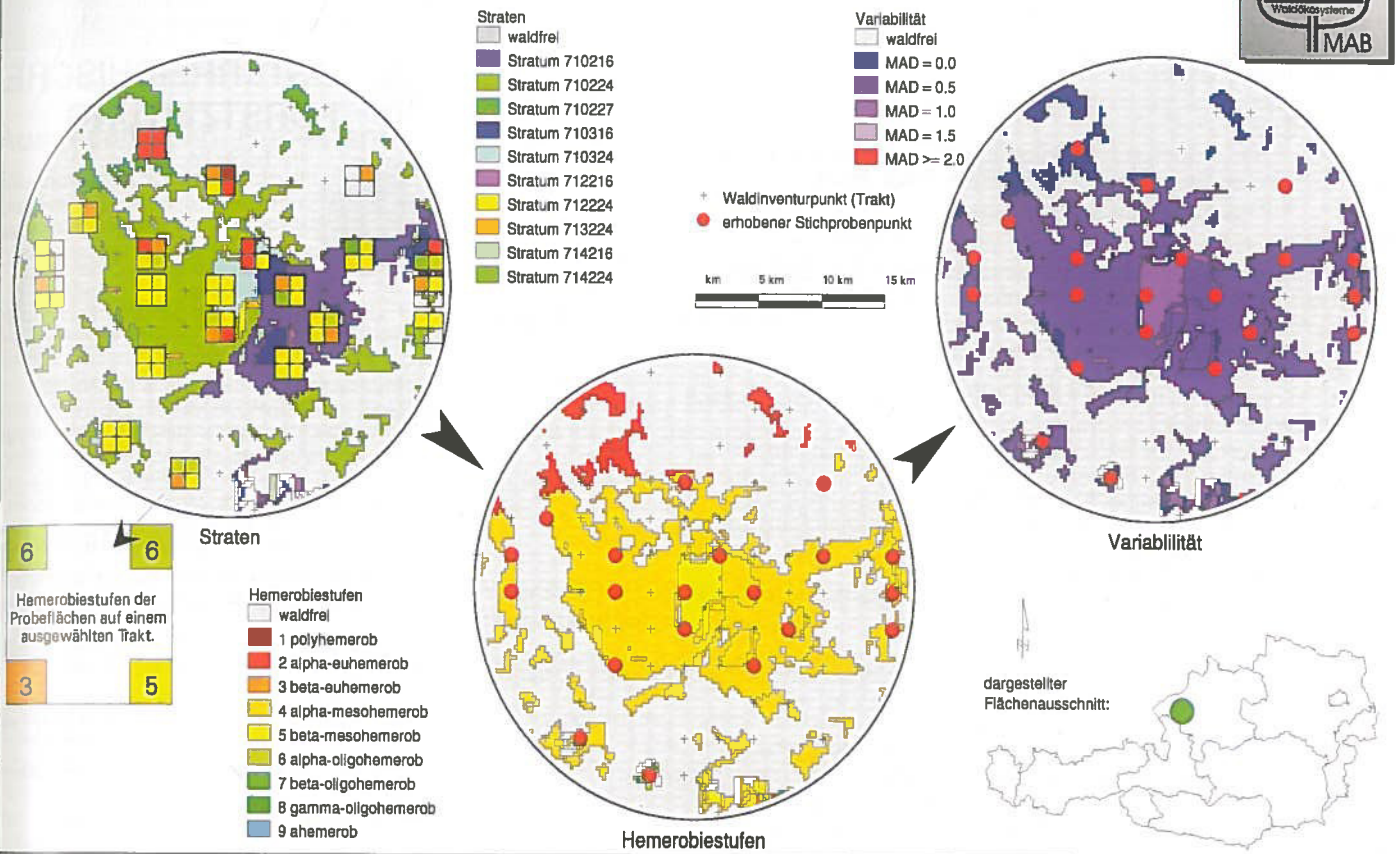 Straten
waldfrei
Stratum 710216
Stratum 710224
Stratum 710227
Stratum 710316
Stratum 710324
Stratum 712216
Stratum 712224
Stratum 713224
Stratum 714216
Stratum 714224
Variabilität
waldfrei
MAD = 0.0
MAD = 0.5
MAD = 1.0
MAD = 1.5
MAD >= 2.0
Waldökosysteme
MAB
Waldinventurpunkt (Trakt)
erhobener Stichprobenpunkt
km
5 km
10 km
15 km
Straten
Variablilität
6
6
Hemerobiestufen der
Probeflächen auf einem
ausgewählten Trakt.
3
5
Hemerobiestufen
waldfrei
1 polyhemerob
2 alpha-euhemerob
3 beta-euhemerob
4 alpha-mesohemerob
5 beta-mesohemerob
6 alpha-oligohemerob
7 beta-oligohemerob
8 gamma-oligohemerob
9 ahemerob
Hemerobiestufen
dargestellter
Flächenausschnitt: